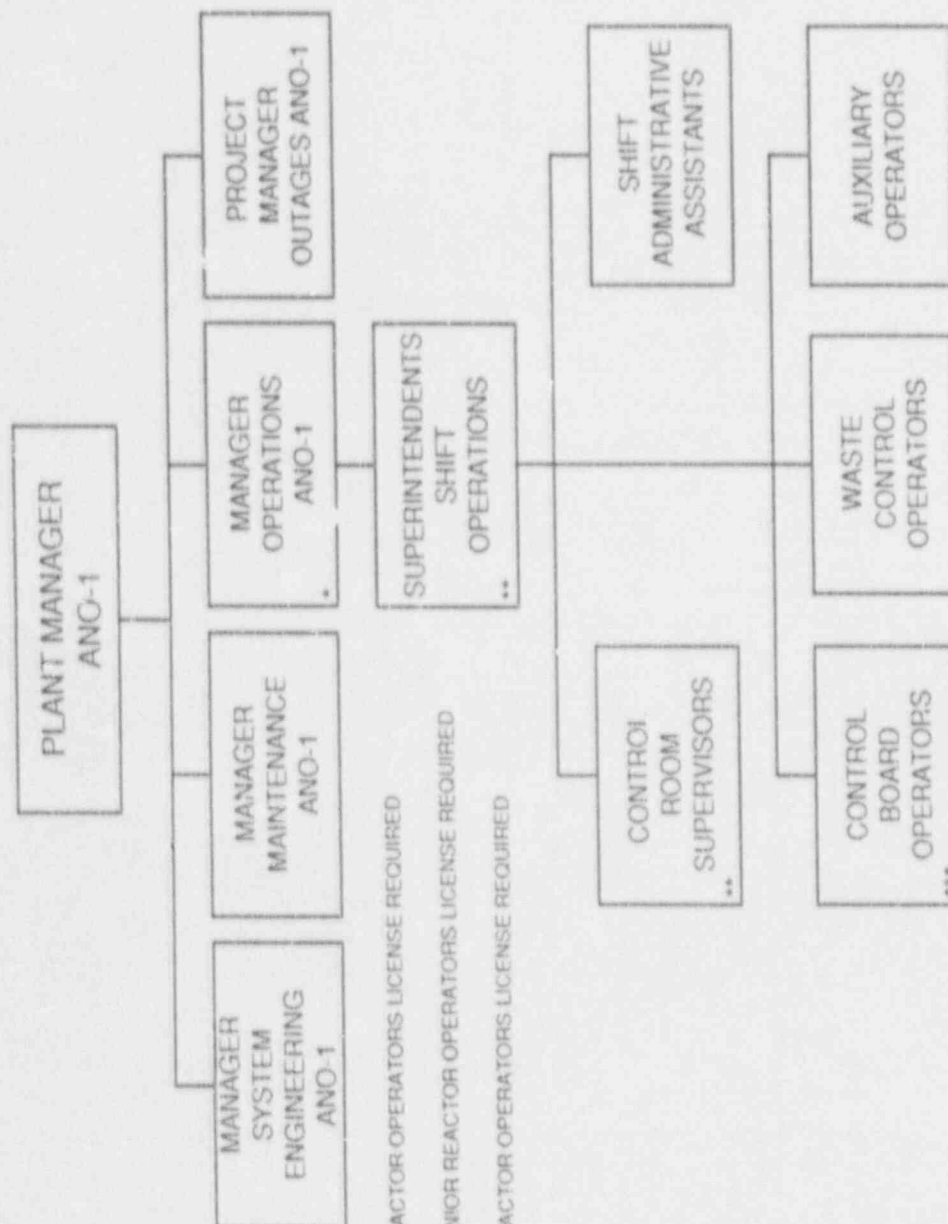 PLANT MANAGER
ANO-1
MANAGER
SYSTEM
ENGINEERING
ANO-1
MANAGER
MAINTENANCE
ANO-1
MANAGER
OPERATIONS
ANO-1
*
PROJECT
MANAGER
OUTAGES ANO-1
SUPERINTENDENTS
SHIFT
OPERATIONS
**
ACTOR OPERATORS LICENSE REQUIRED
NIOR REACTOR OPERATORS LICENSE REQUIRED
ACTOR OPERATORS LICENSE REQUIRED
CONTROL
ROOM
SUPERVISORS
**
SHIFT
ADMINISTRATIVE
ASSISTANTS
CONTROL
BOARD
OPERATORS
***
WASTE
CONTROL
OPERATORS
AUXILIARY
OPERATORS